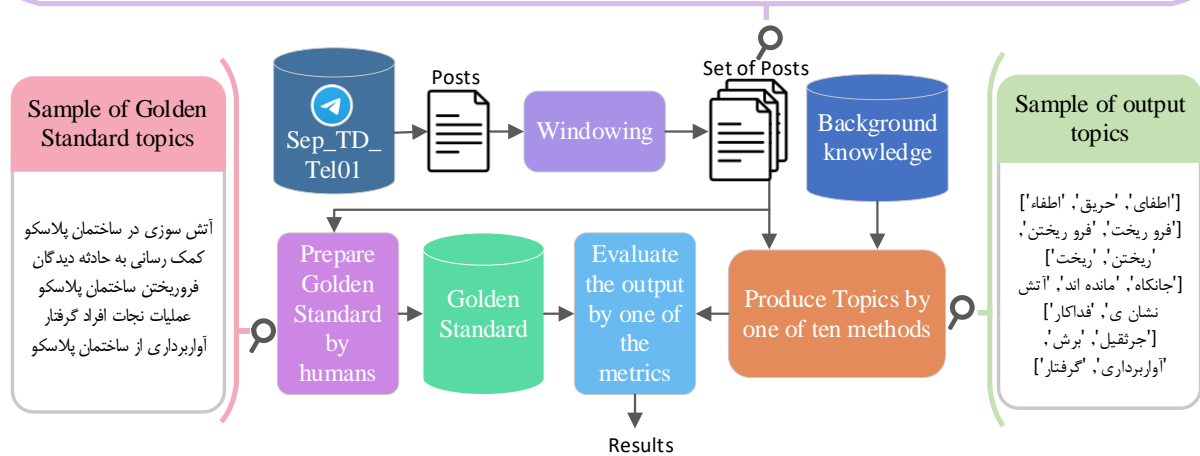 Posts
Set of Posts
Sample of Golden
Standard topics
Sep_TD_
Tel01
Windowing
Background
knowledge
Sample of output
topics
آتش سوزی در ساختمان پلاسکو
کمک رسانی به حادثه دیدگان
فروریختن ساختمان پلاسکو
عملیات نجات افراد گرفتار
آواربرداری از ساختمان پلاسکو
Prepare
Golden
Standard
by
humans
Golden
Standard
Evaluate
the output
by one of
the
metrics
Produce Topics by
one of ten methods
['اطفای', 'حریق', 'اطفاء']
['فرو ریخت', 'فرو ریختن',
'ریختن', 'ریخت']
['جانکاه', 'مانده اند', 'آتش
نشان ی', 'فداکار']
['جرثقیل', 'برش',
'آواربرداری', 'گرفتار']
Results